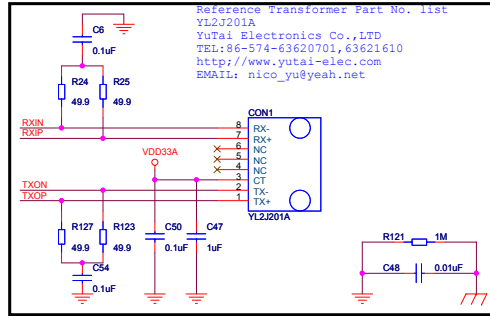 Reference Transformer Part No. list
YL2J201A
YuTai Electronics Co.,LTD
TEL:86-574-63620701,63621610
http;//www.yutai-elec.com
EMAIL: nico_yu@yeah.net
C6
0.1uF
R24
R25
49.9
49.9
CON1
RXIN
8
RX-
RXIP
7
RX+
6
NC
VDD33A
5
NC
4
NC
3
CT
TXON
2
TX-
TXOP
1
TX+
YL2J201A
R127
R123
C50
C47
49.9
49.9
0.1uF
1uF
R121
1M
C54
0.1uF
C48
0.01uF